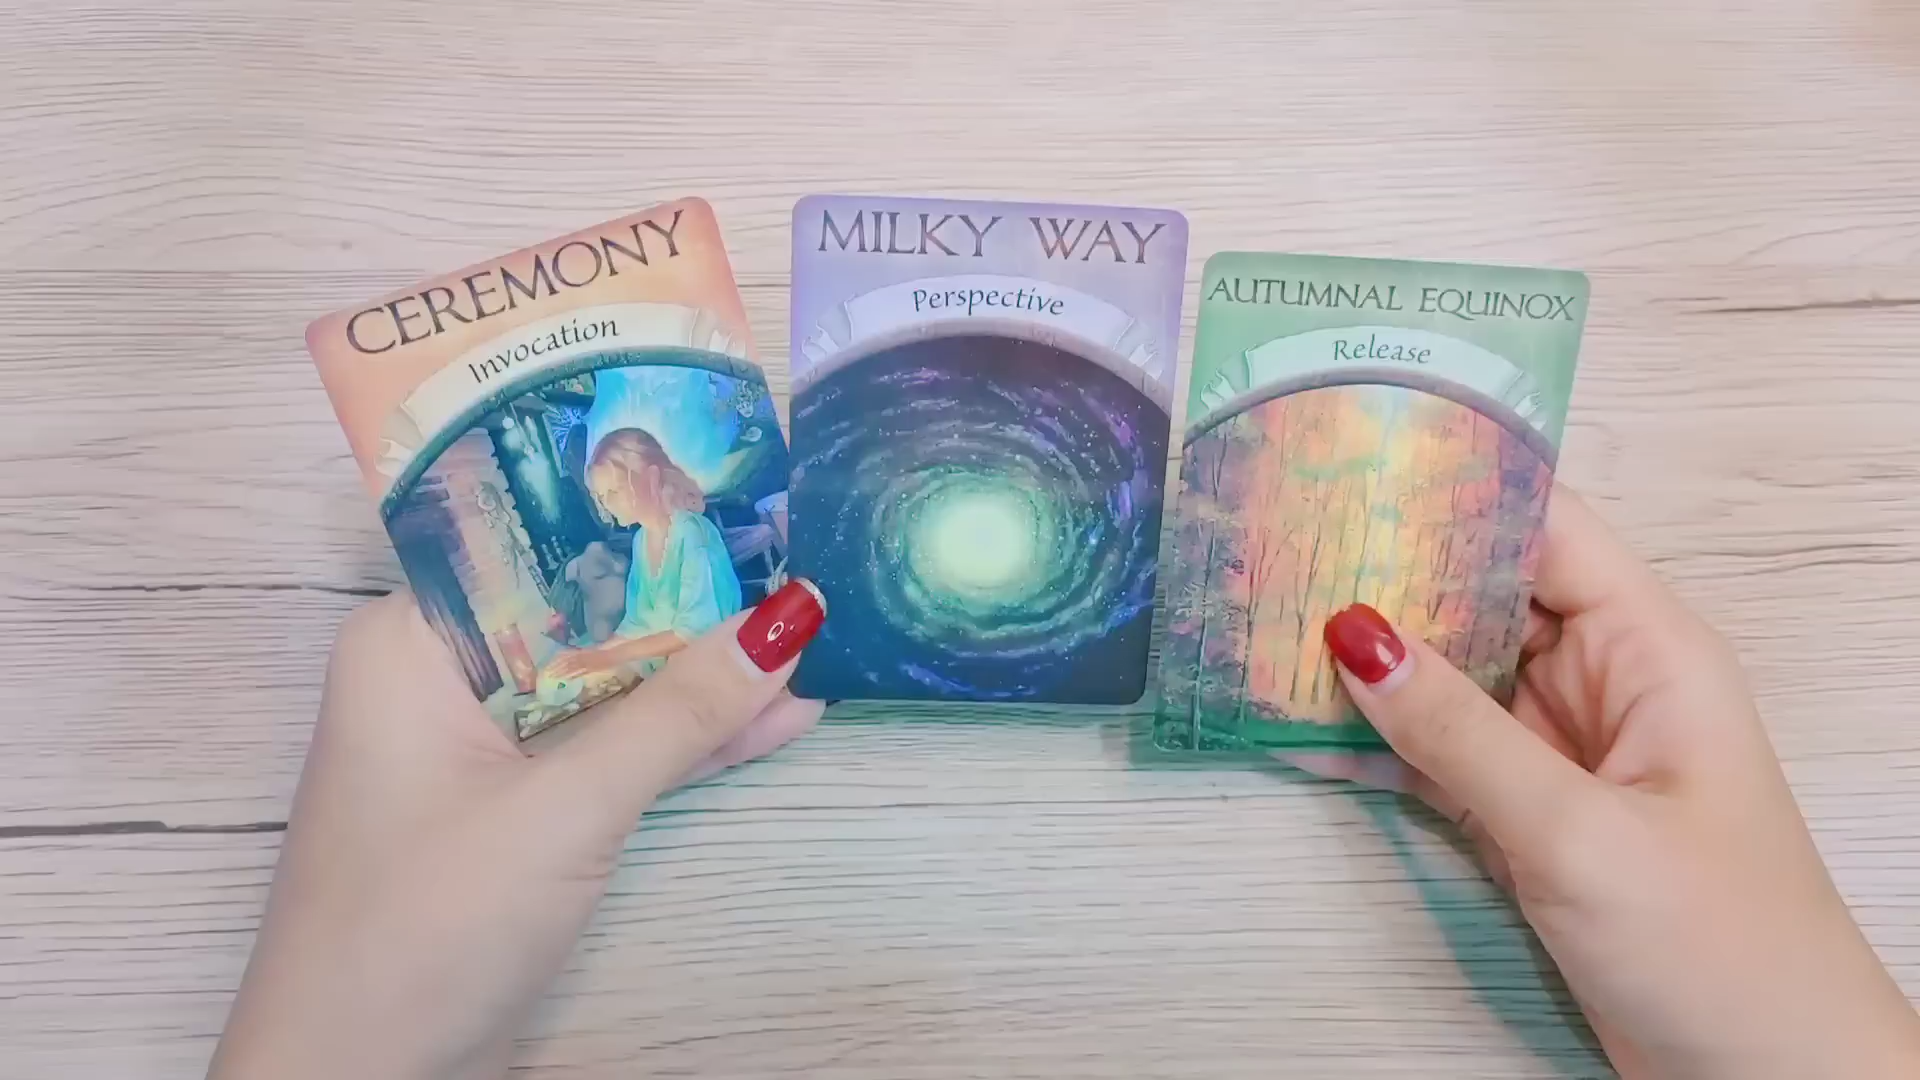 CEREMONY
Invocation
MILKY WAY
Perspective
AUTUMNAL EQUINOX
Release